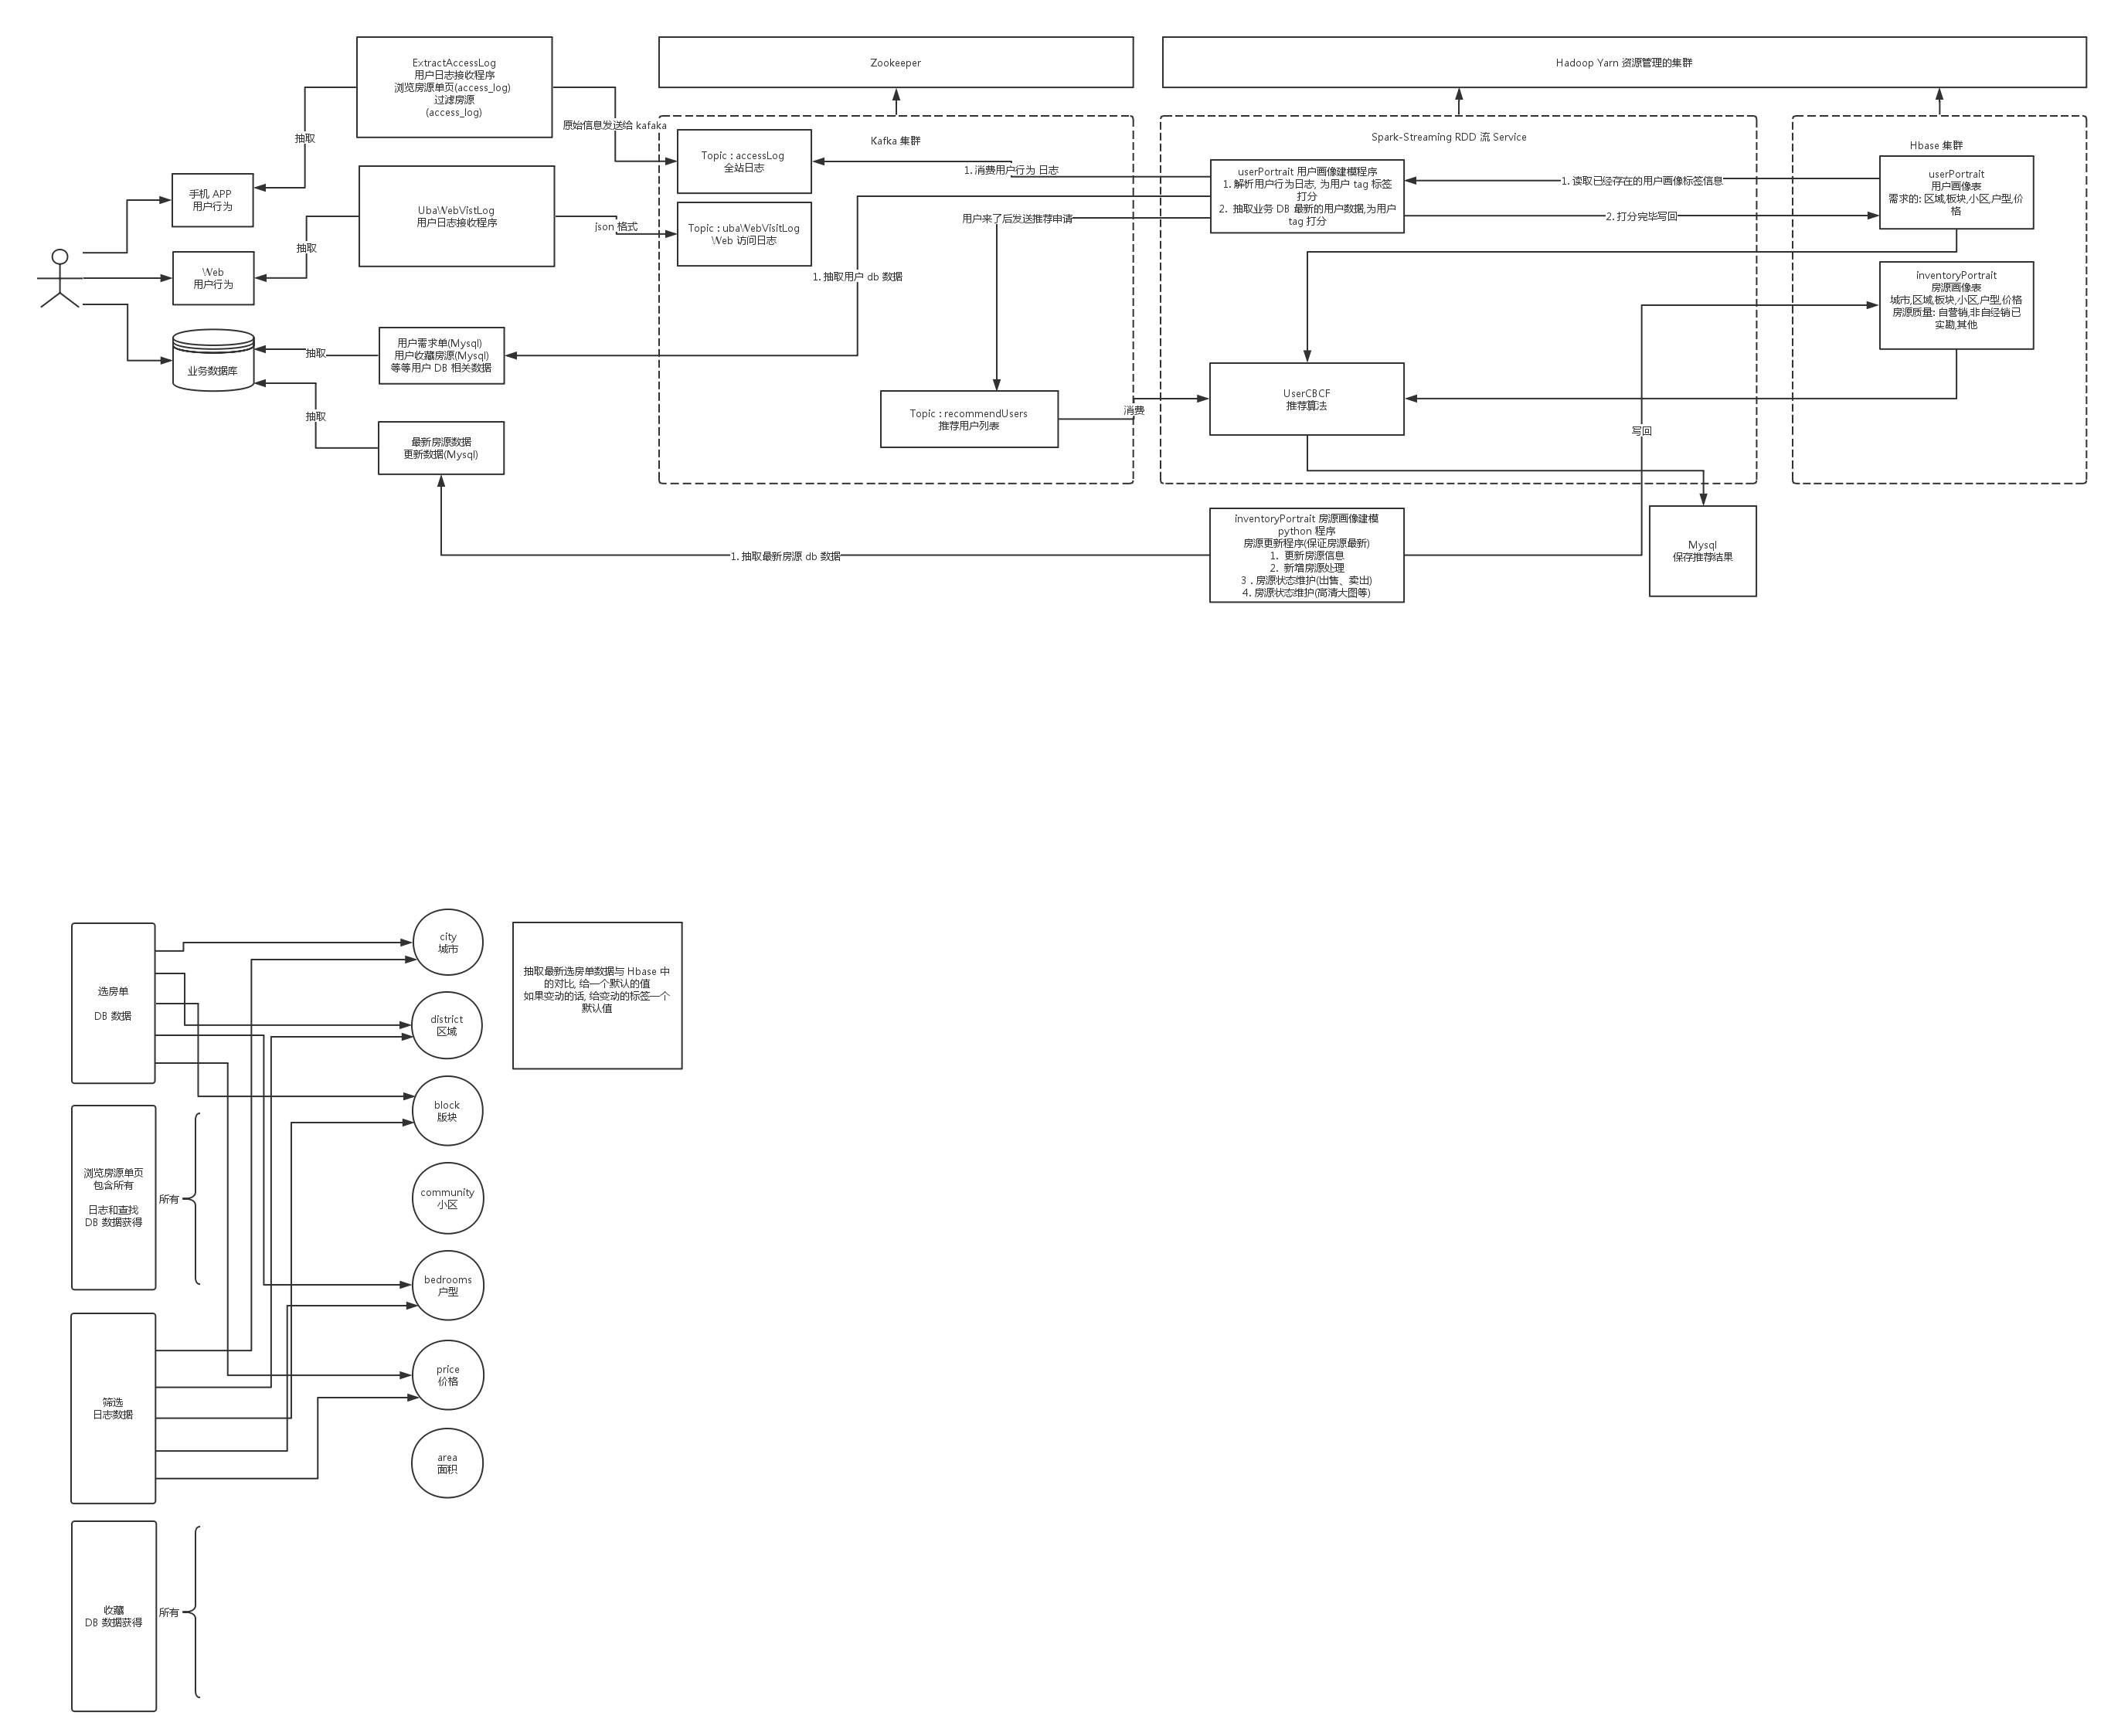 ExtractAccessLog
用户日志接收程序
浏览房源单页(access_log)
过滤房源
(access_log)
Zookeeper
Hadoop Yarn 资源管理的集群
抽取
原始信息发送给 kafaka
Kafka 集群
Topic : accessLog
全站日志
1. 消费用户行为 日志
Spark-Streaming RDD 流 Service
userPortrait 用户画像建模程序
1. 解析用户行为日志, 为用户 tag 标签
打分
2. 抽取业务 DB 最新的用户数据,为用户
tag 打分
1. 读取已经存在的用户画像标签信息
2. 打分完毕写回
Hbase 集群
userPortrait
用户画像表
需求的: 区域,板块,小区,户型,价
格
手机 APP
用户行为
UbaWebVistLog
用户日志接收程序
json 格式
Topic : ubaWebVisitLog
Web 访问日志
用户来了后发送推荐申请
抽取
Web
用户行为
1. 抽取用户 db 数据
inventoryPortrait
房源画像表
城市,区域,板块,小区,户型,价格
房源质量: 自营销,非自经销已
实勘,其他
业务数据库
抽取
用户需求单(Mysql)
用户收藏房源(Mysql)
等等用户 DB 相关数据
抽取
最新房源数据
更新数据(Mysql)
Topic : recommendUsers
推荐用户列表
消费
UserCBCF
推荐算法
写回
1. 抽取最新房源 db 数据
inventoryPortrait 房源画像建模
python 程序
房源更新程序(保证房源最新)
1. 更新房源信息
2. 新增房源处理
3 . 房源状态维护(出售、卖出)
4. 房源状态维护(高清大图等)
Mysql
保存推荐结果
选房单
DB 数据
city
城市
抽取最新选房单数据与 Hbase 中
的对比, 给一个默认的值
如果变动的话, 给变动的标签一个
默认值
district
区域
block
版块
浏览房源单页
包含所有
日志和查找
DB 数据获得
所有
community
小区
bedrooms
户型
筛选
日志数据
price
价格
area
面积
收藏
DB 数据获得
所有